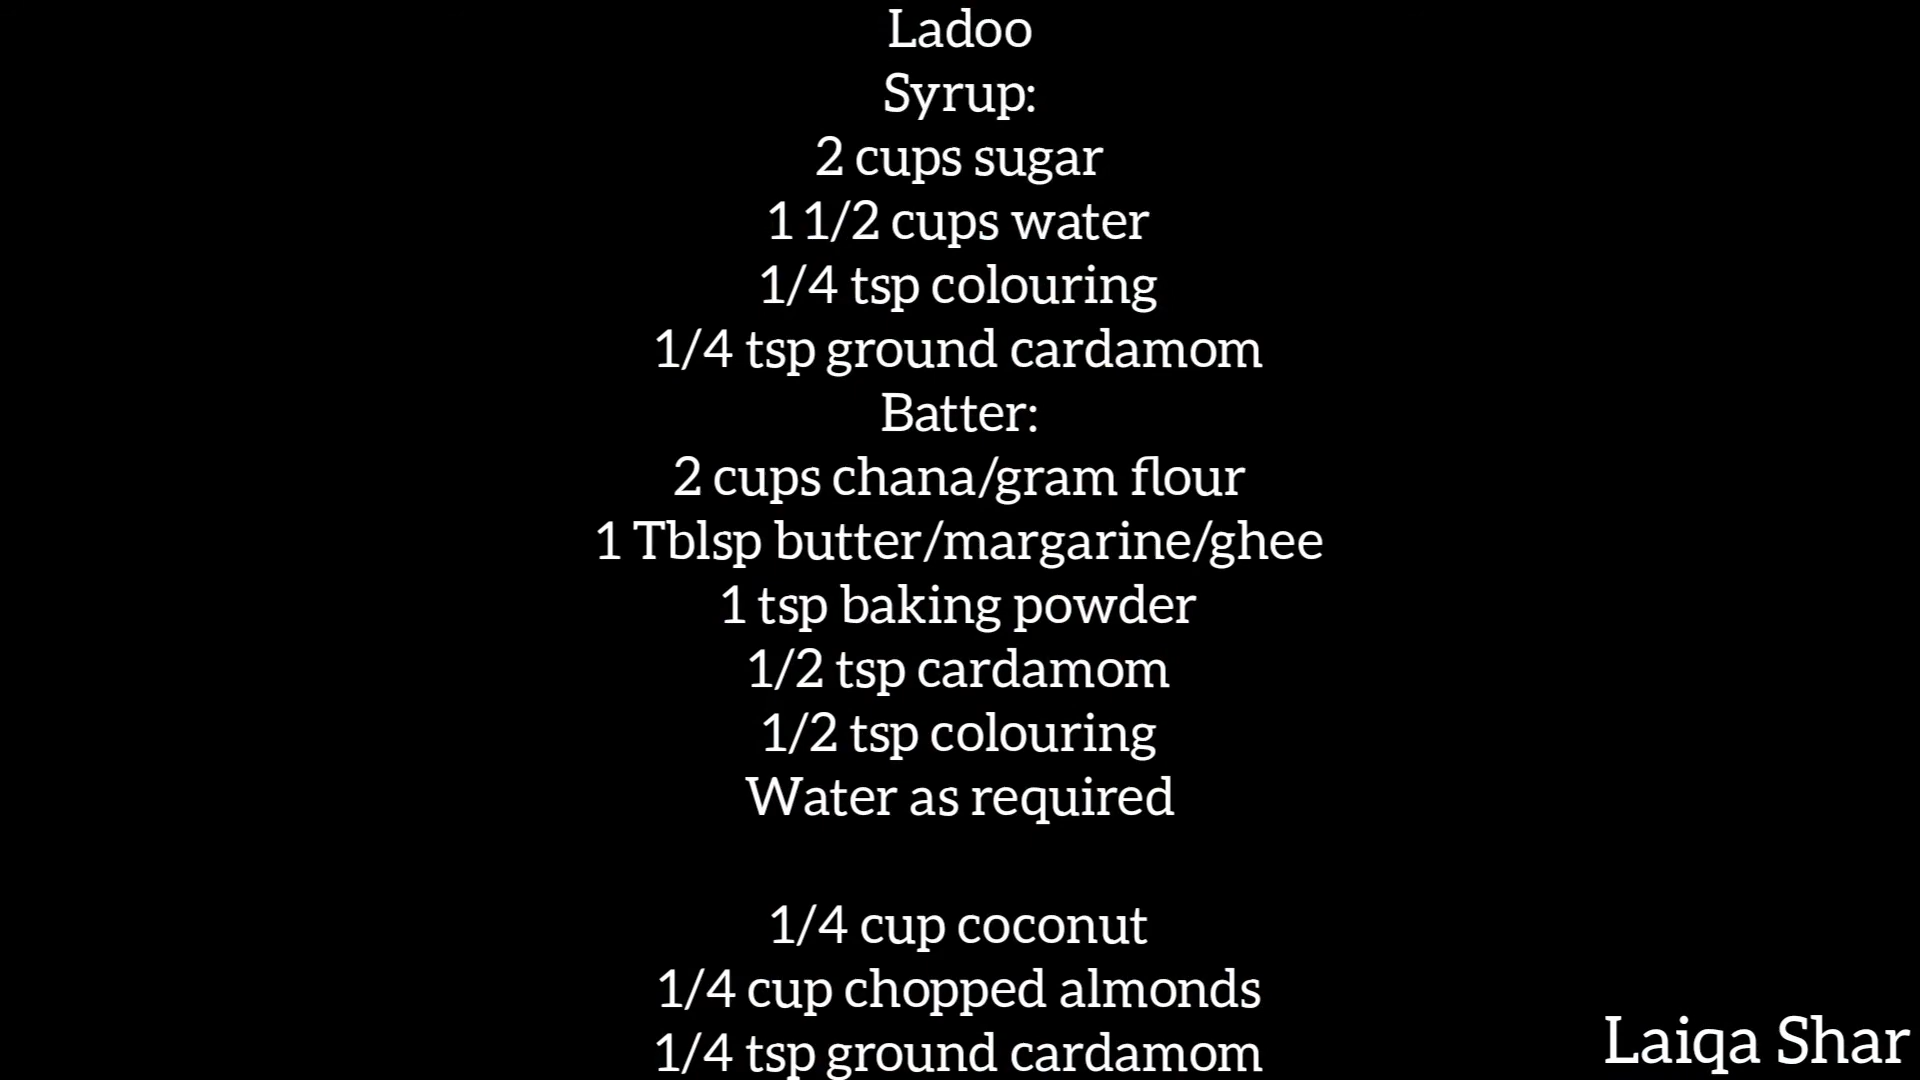 Ladoo
Syrup:
2 cups sugar
1 1/2 cups water
1/4 tsp colouring
1/4 tsp ground cardamom
Batter:
2 cups chana/gram flour
1 Tblsp butter/margarine/ghee
1 tsp baking powder
1/2 tsp cardamom
1/2 tsp colouring
Water as required
1/4 cup coconut
1/4 cup chopped almonds
1/4 tsp ground cardamom
Laiqa Shar